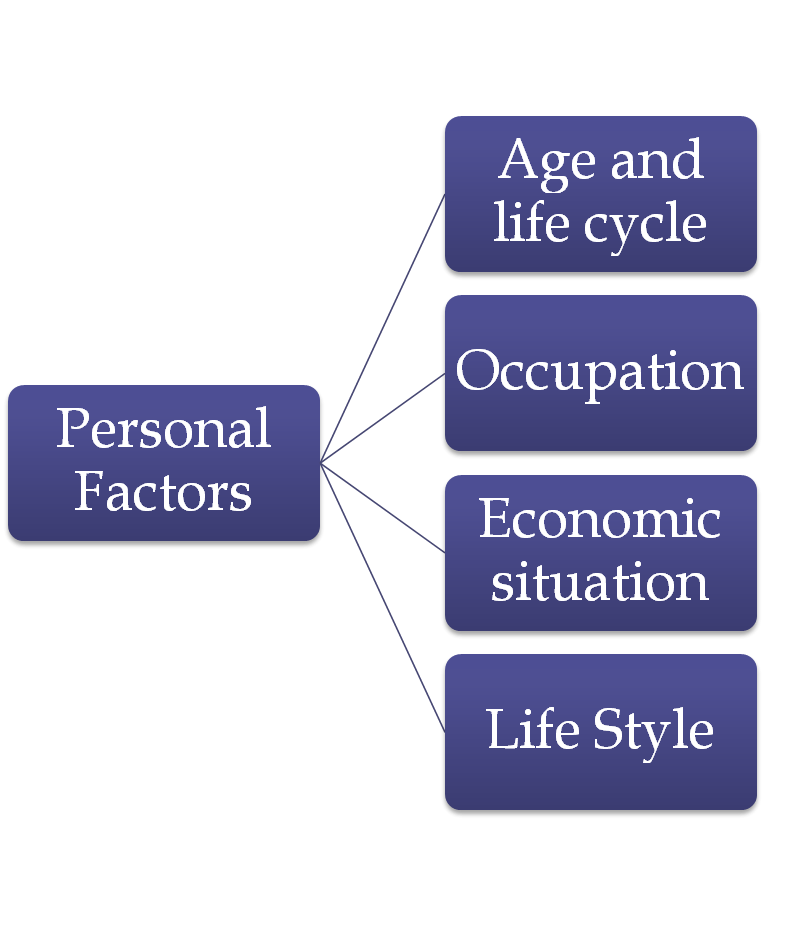 Personal
Factors
Age and
life cycle
Occupation
Economic
situation
Life Style